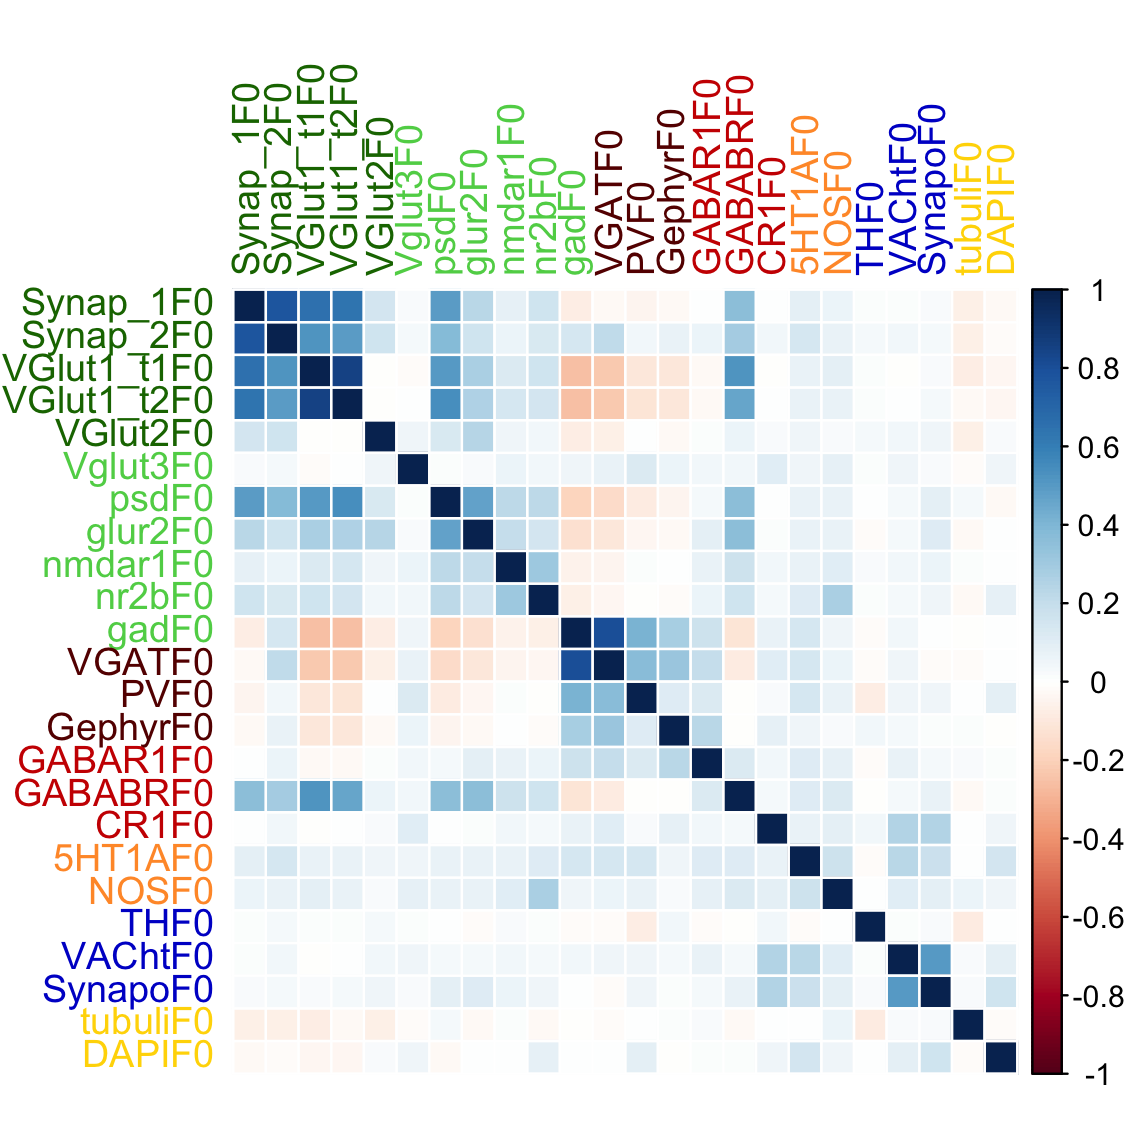 Synap_1F0
Synap_2F0
VGlut1_t1F0
VGlut1_t2F0
VGlut2F0
Vglut3F0
psdF0
glur2F0
nmdar1F0
nr2bF0
gadF0
VGATF0
PVF0
GephyrF0
GABAR1F0
GABABRF0
CR1F0
5HT1AF0
NOSF0
THF0
VAChtF0
SynapoF0
tubuliF0
DAPIF0
Synap_1F0
Synap_2F0
VGlut1_t1F0
VGlut1_t2F0
VGlut2F0
Vglut3F0
psdF0
glur2F0
nmdar1F0
nr2bF0
gadF0
VGATF0
PVF0
GephyrF0
GABAR1F0
GABABRF0
CR1F0
5HT1AF0
NOSF0
THF0
VAChtF0
SynapoF0
tubuliF0
DAPIF0
1
0.8
0.6
0.4
0.2
0
-0.2
-0.4
-0.6
-0.8
-1